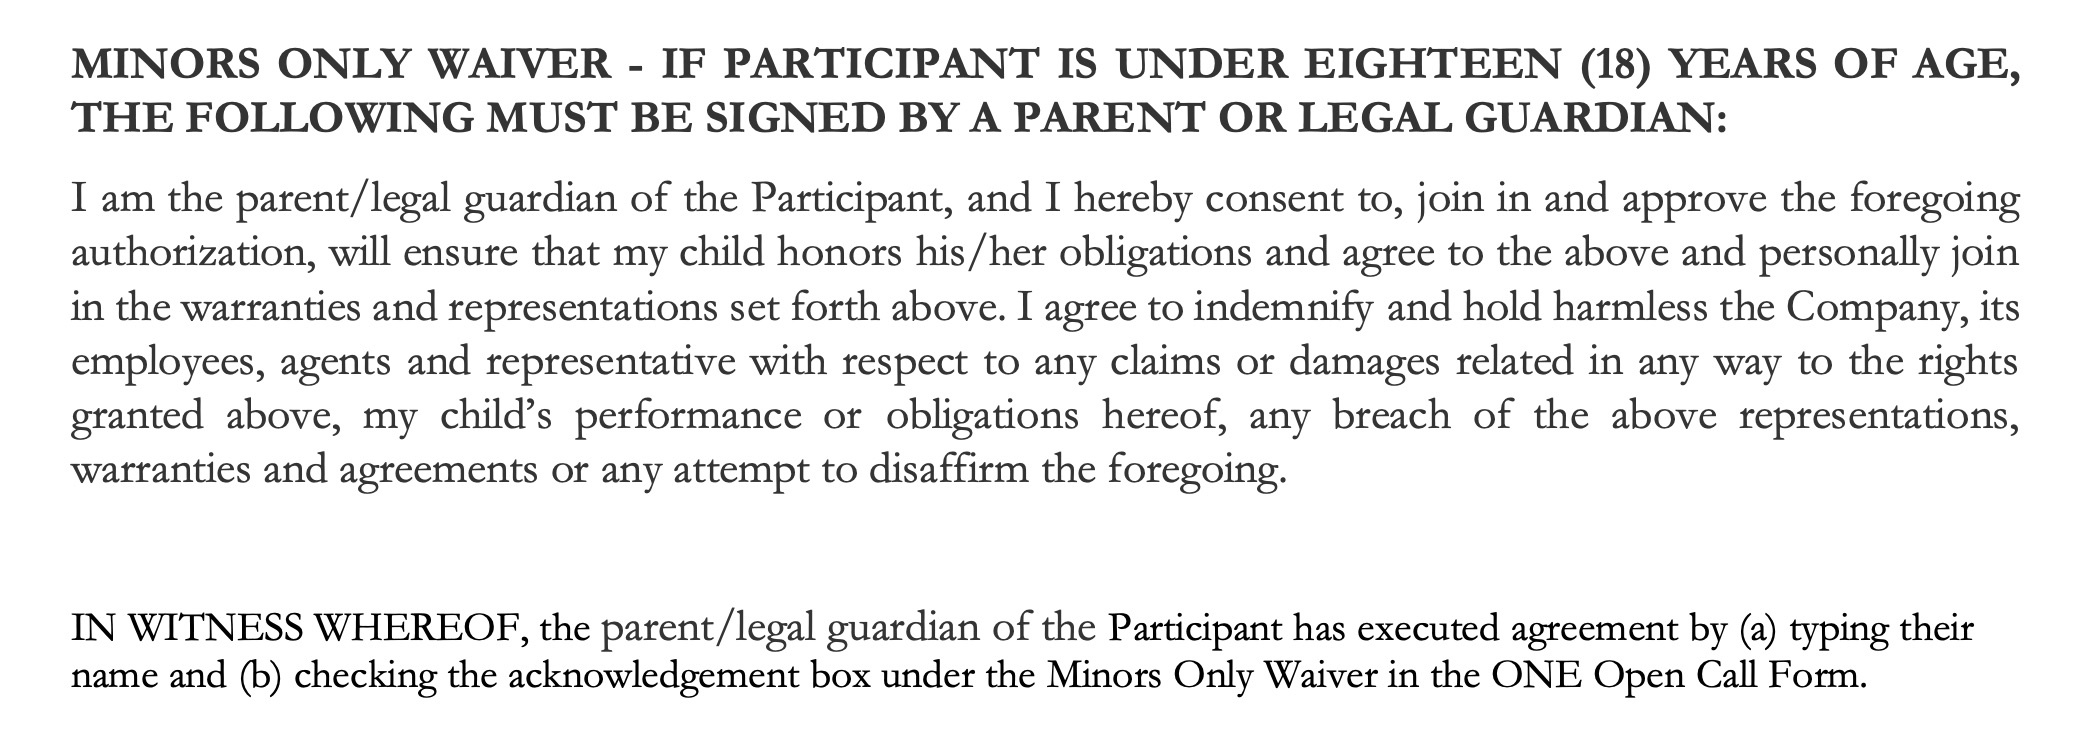 MINORS ONLY WAIVER - IF PARTICIPANT IS UNDER EIGHTEEN (18) YEARS OF AGE,
THE FOLLOWING MUST BE SIGNED BY A PARENT OR LEGAL GUARDIAN:
I am the parent/legal guardian of the Participant, and I hereby consent to, join in and approve the foregoing
authorization, will ensure that my child honors his/her obligations and agree to the above and personally join
in the warranties and representations set forth above. I agree to indemnify and hold harmless the Company, its
employees, agents and representative with respect to any claims or damages related in any way to the rights
granted above, my child’s performance or obligations hereof, any breach of the above representations,
warranties and agreements or any attempt to disaffirm the foregoing.
IN WITNESS WHEREOF, the parent/legal guardian of the Participant has executed agreement by (a) typing their
name and (b) checking the acknowledgement box under the Minors Only Waiver in the ONE Open Call Form.